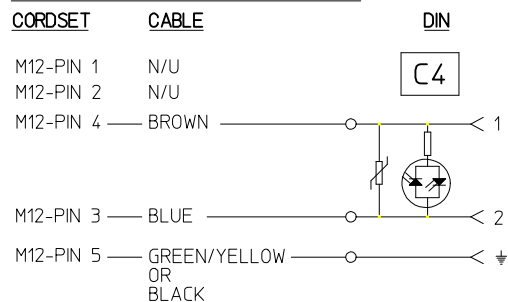 CORDSET CABLE DIN
M12-PIN 1 N/U
C4
M12-PIN 2 N/U
M12-PIN 4 BROWN 1
M12-PIN 3 BLUE 2
M12-PIN 5 GREEN/YELLOW
OR
BLACK